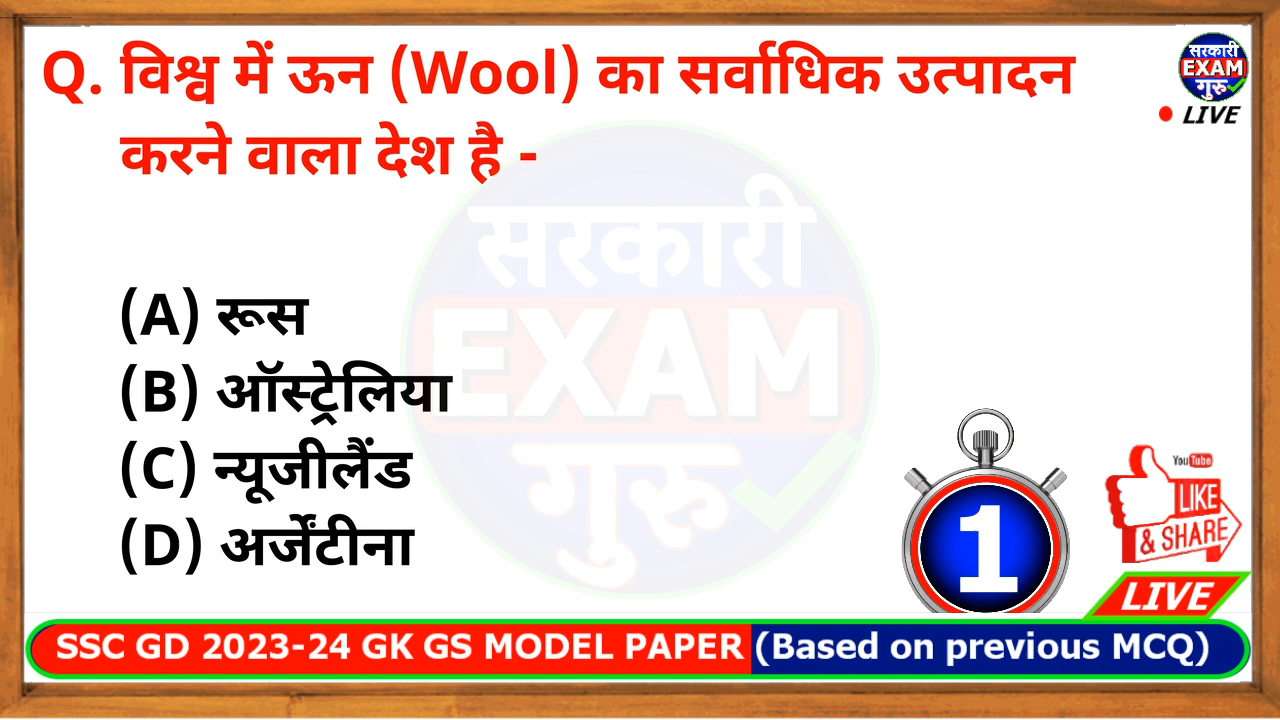 Q. विश्व में ऊन (Wool) का सर्वाधिक उत्पादन
करने वाला देश है -
सरकारी
EXAM
गुरु
LIVE
सरकारी
EXAM
गुरु
(A) रूस
(B) ऑस्ट्रेलिया
(C) न्यूजीलैंड
(D) अर्जेंटीना
1
YouTube
LIKE
& SHARE
LIVE
SSC GD 2023-24 GK GS MODEL PAPER (Based on previous MCQ)